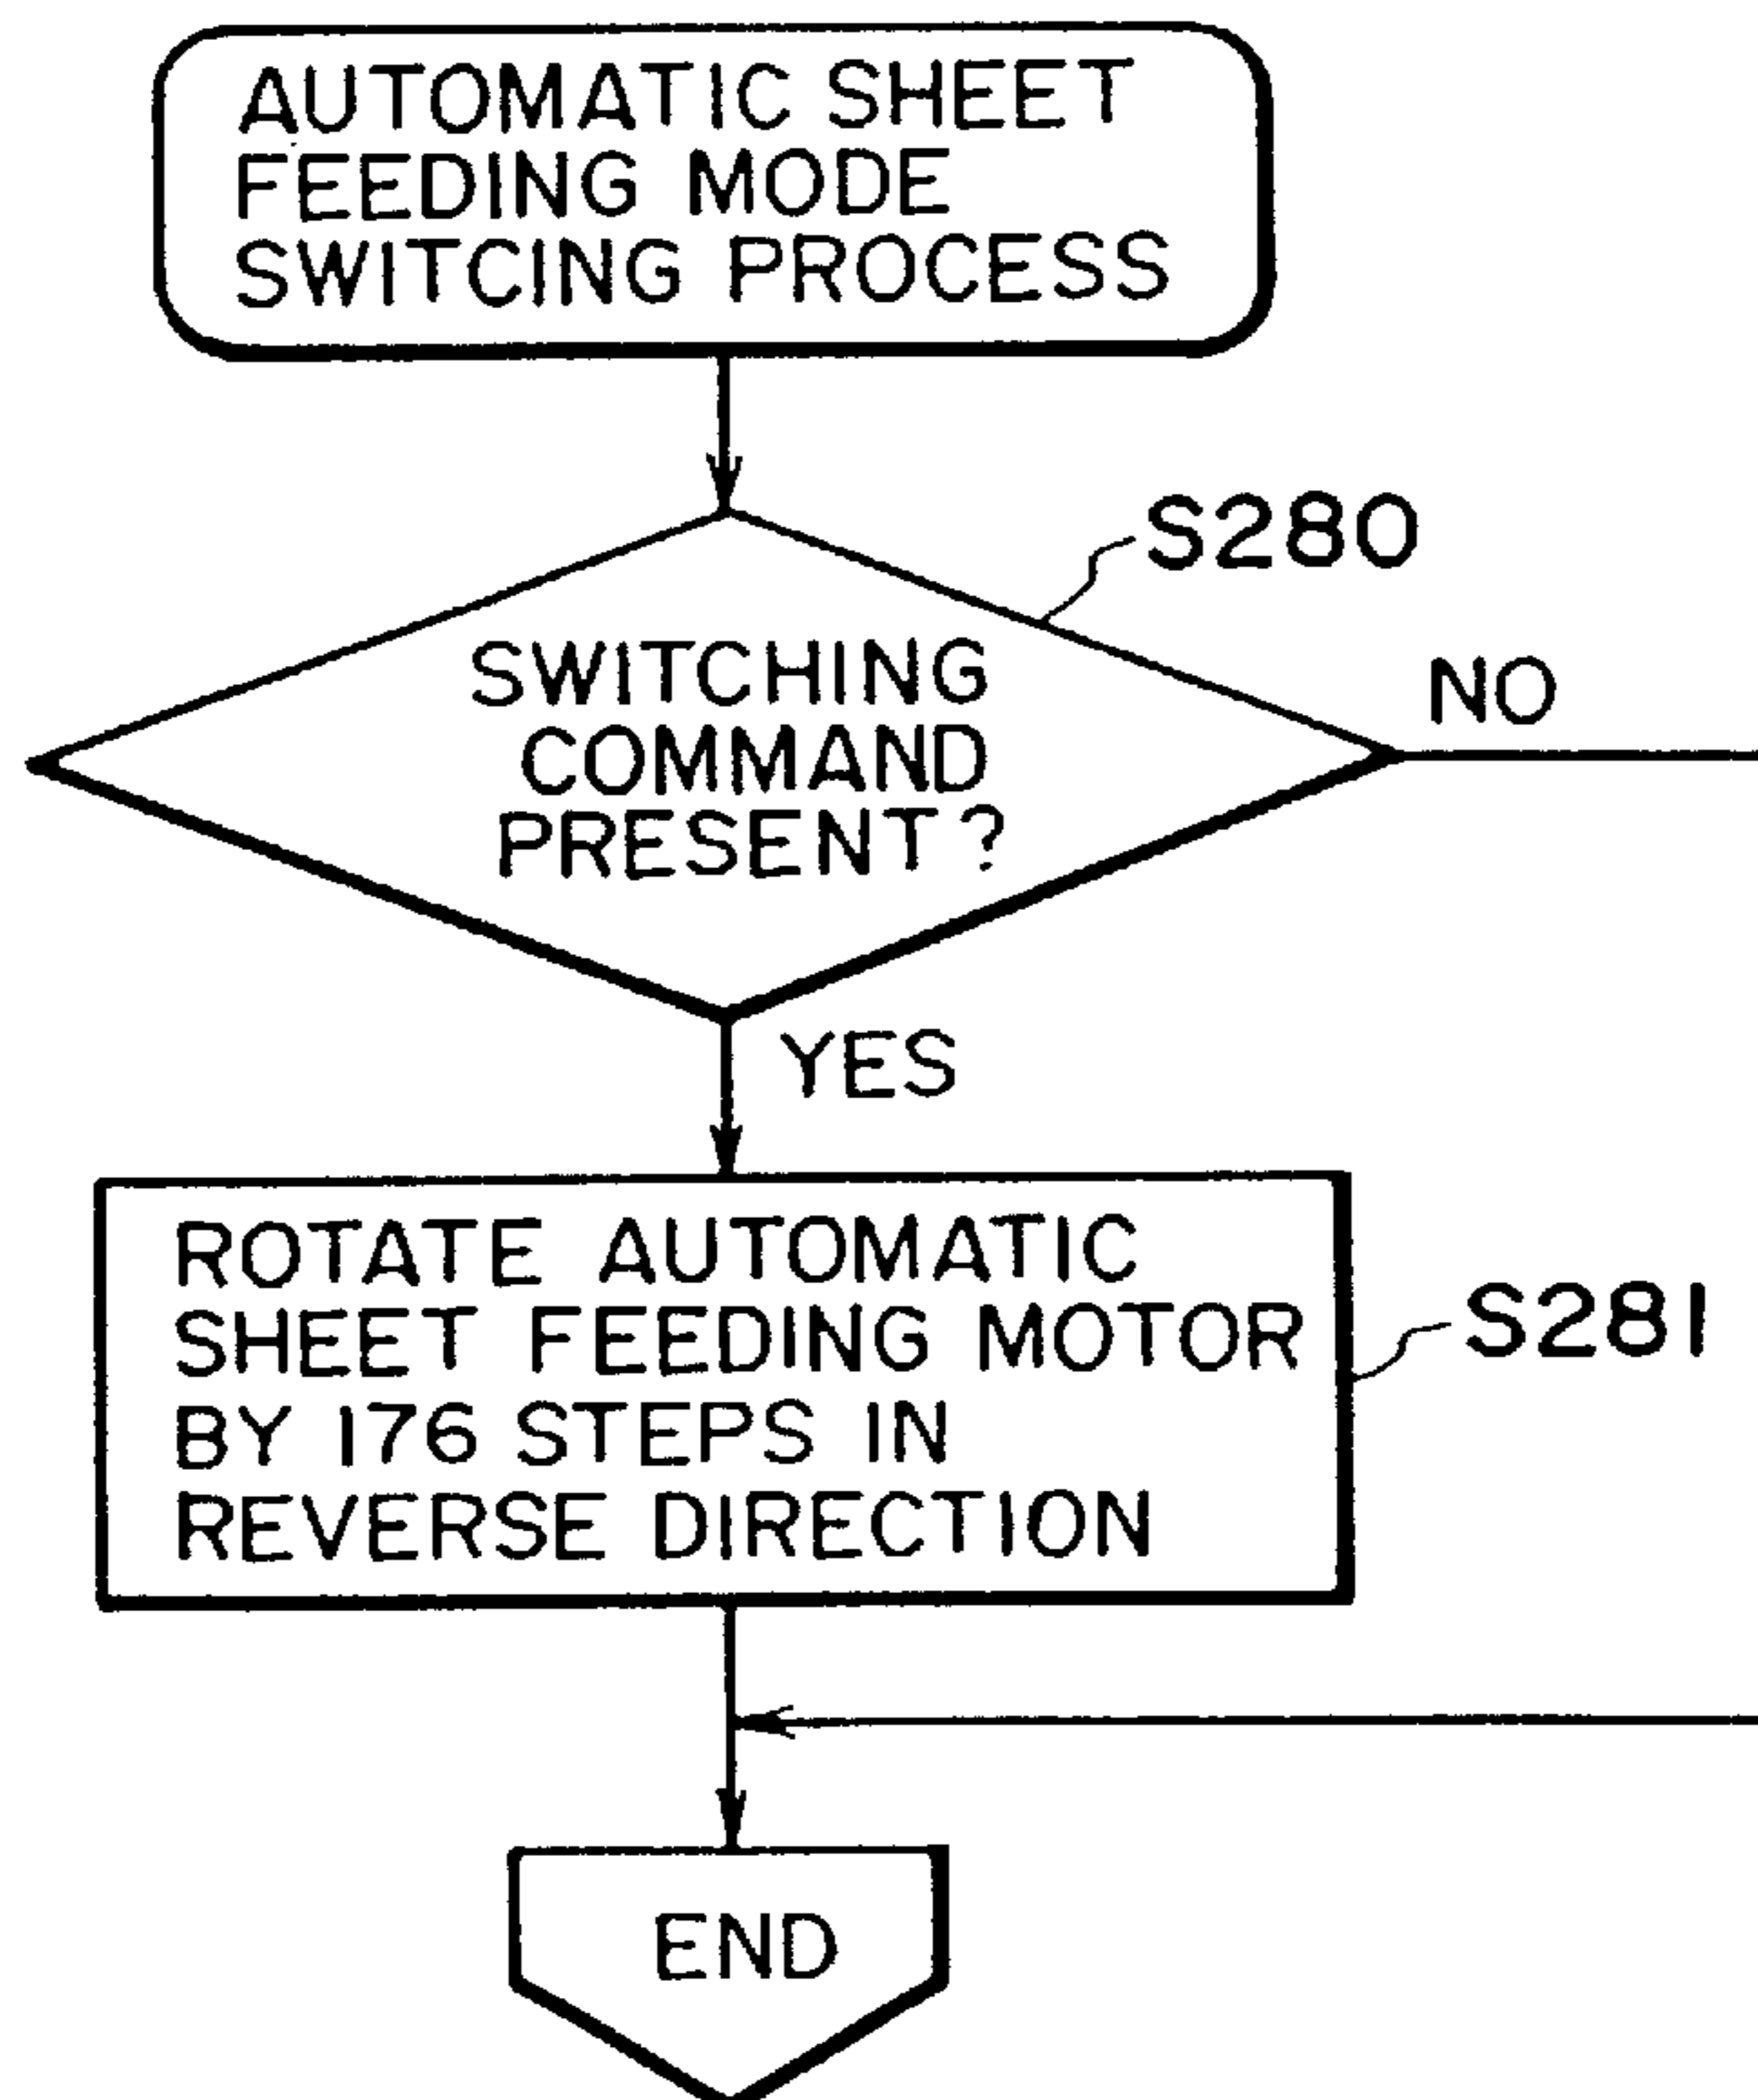 AUTOMATIC SHEET
FEEDING MODE
SWITCING PROCESS
S280
SWITCHING
COMMAND
PRESENT?
NO
YES
ROTATE AUTOMATIC
SHEET FEEDING MOTOR
BY 176 STEPS IN
REVERSE DIRECTION
S281
END